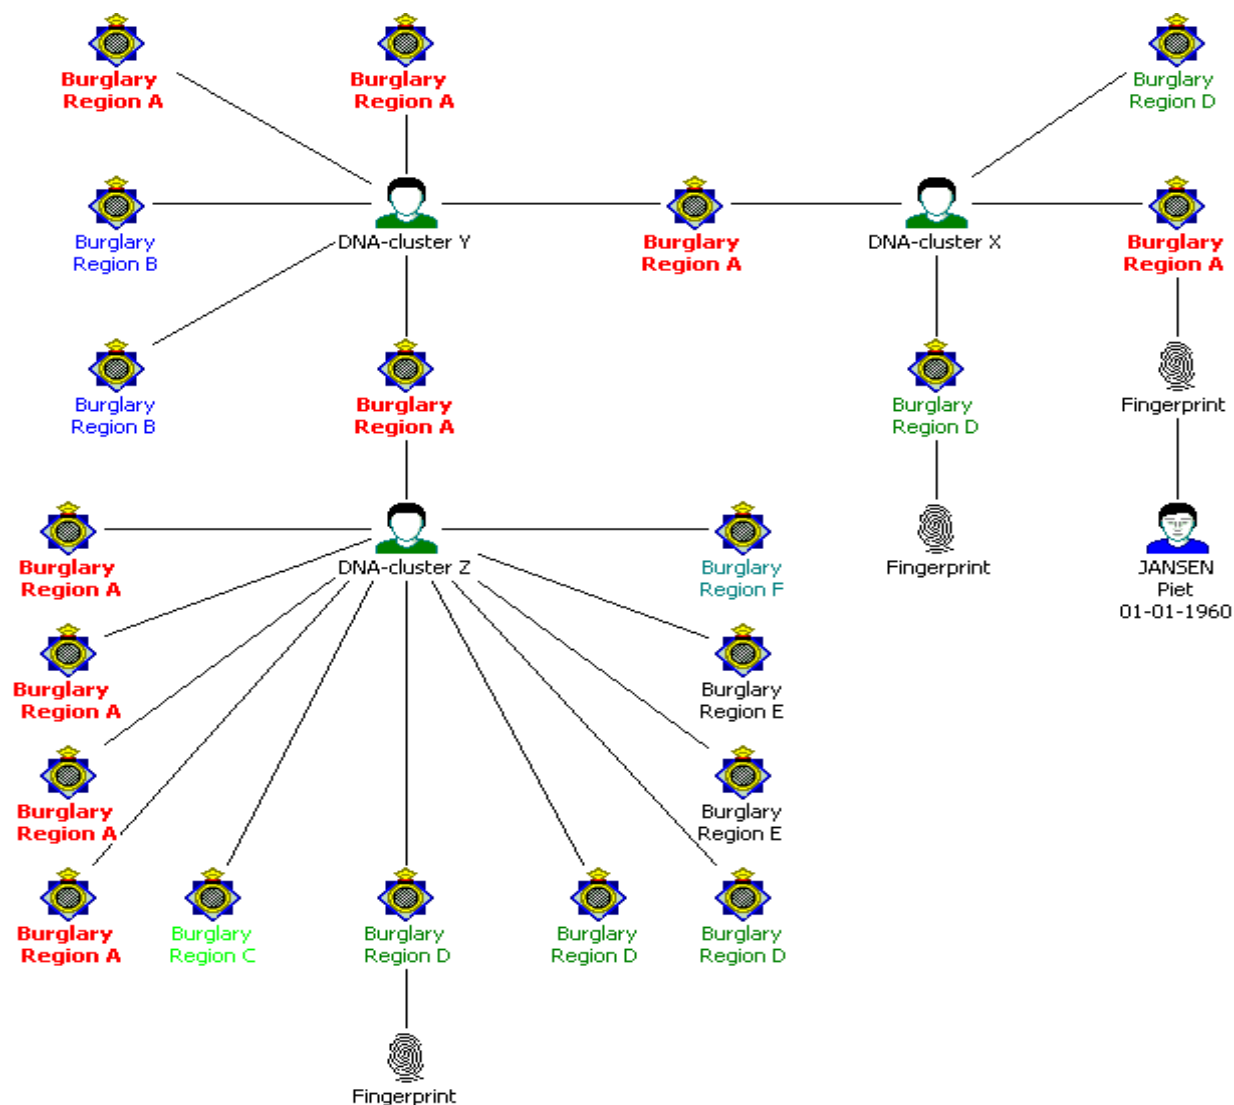 Burglary
Region A
Burglary
Region A
Burglary
Region D
Burglary
Region B
DNA-cluster Y
Burglary
Region A
DNA-cluster X
Burglary
Region A
Burglary
Region B
Burglary
Region A
Burglary
Region D
Fingerprint
Burglary
Region A
DNA-cluster Z
Burglary
Region F
Fingerprint
JANSEN
Piet
01-01-1960
Burglary
Region A
Burglary
Region E
Burglary
Region A
Burglary
Region E
Burglary
Region A
Burglary
Region C
Burglary
Region D
Burglary
Region D
Burglary
Region D
Fingerprint